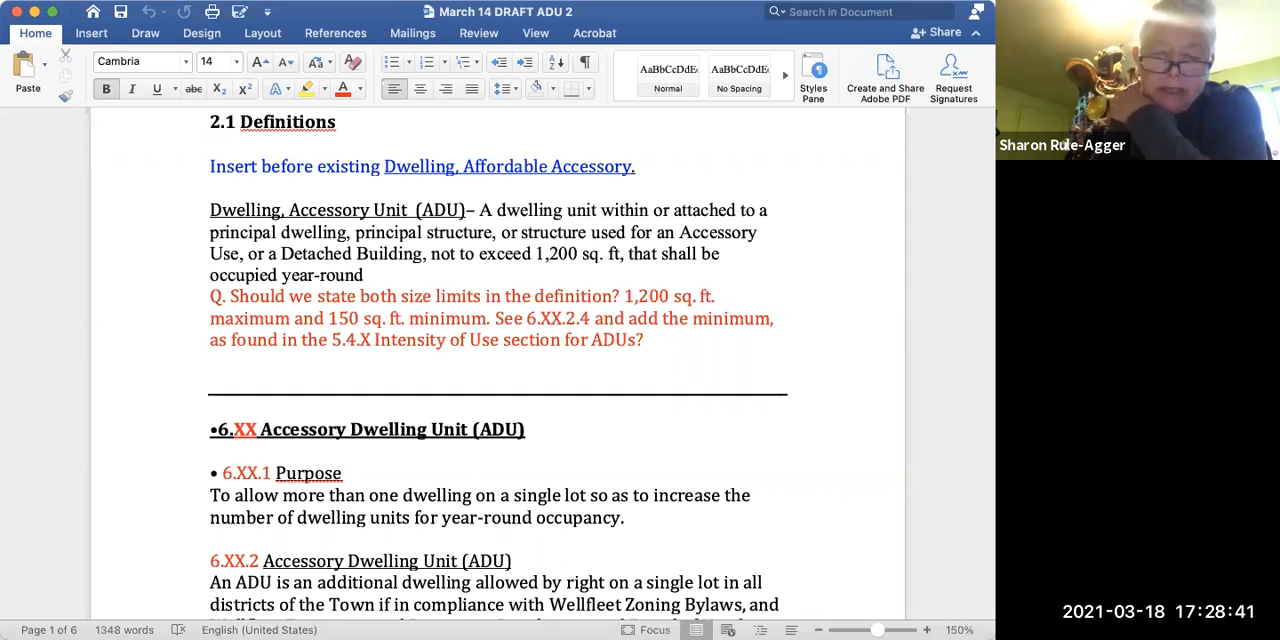 March 14 DRAFT ADU 2
Search in Document
Home Insert Draw Design Layout References Mailings Review View Acrobat Share
Paste
Cambria 14
B I U abc X2 X2 A A
AaBbCcDdE AaBbCcDdE
Normal No Spacing
Styles Pane
Create and Share Adobe PDF
Request Signatures
Sharon Rule-Agger
2.1 Definitions
Insert before existing Dwelling, Affordable Accessory.
Dwelling, Accessory Unit (ADU)– A dwelling unit within or attached to a
principal dwelling, principal structure, or structure used for an Accessory
Use, or a Detached Building, not to exceed 1,200 sq. ft, that shall be
occupied year-round
Q. Should we state both size limits in the definition? 1,200 sq. ft.
maximum and 150 sq. ft. minimum. See 6.XX.2.4 and add the minimum,
as found in the 5.4.X Intensity of Use section for ADUs?
•6.XX Accessory Dwelling Unit (ADU)
• 6.XX.1 Purpose
To allow more than one dwelling on a single lot so as to increase the
number of dwelling units for year-round occupancy.
6.XX.2 Accessory Dwelling Unit (ADU)
An ADU is an additional dwelling allowed by right on a single lot in all
districts of the Town if in compliance with Wellfleet Zoning Bylaws, and
2021-03-18 17:28:41
Page 1 of 6 1348 words English (United States) Focus 150%